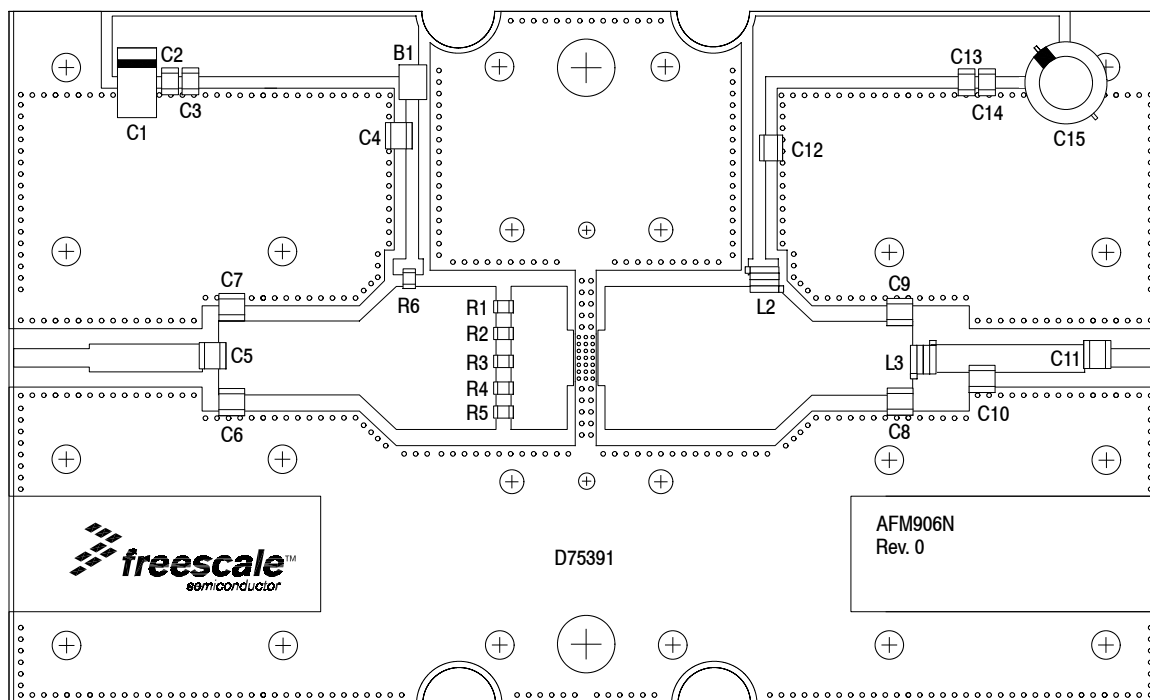 C1
C2
C3
B1
C4
C13
C14
C15
C12
C7
R6
L2
C9
R1
R2
R3
R4
R5
C5
C6
L3
C11
C10
C8
freescale™
semiconductor
D75391
AFM906N
Rev. 0